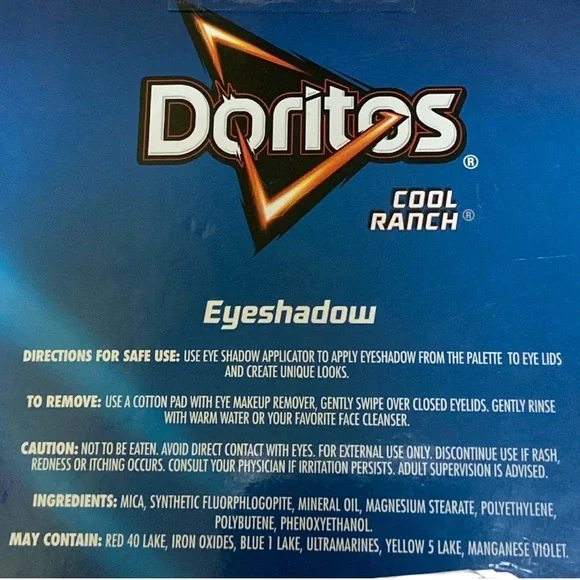 Doritos®
COOL
RANCH®
Eyeshadow
DIRECTIONS FOR SAFE USE: USE EYE SHADOW APPLICATOR TO APPLY EYESHADOW FROM THE PALETTE TO EYE LIDS
AND CREATE UNIQUE LOOKS.
TO REMOVE: USE A COTTON PAD WITH EYE MAKEUP REMOVER, GENTLY SWIPE OVER CLOSED EYELIDS. GENTLY RINSE
WITH WARM WATER OR YOUR FAVORITE FACE CLEANSER.
CAUTION: NOT TO BE EATEN. AVOID DIRECT CONTACT WITH EYES. FOR EXTERNAL USE ONLY. DISCONTINUE USE IF RASH,
REDNESS OR ITCHING OCCURS. CONSULT YOUR PHYSICIAN IF IRRITATION PERSISTS. ADULT SUPERVISION IS ADVISED.
INGREDIENTS: MICA, SYNTHETIC FLUORPHLOGOPITE, MINERAL OIL, MAGNESIUM STEARATE, POLYETHYLENE,
POLYBUTENE, PHENOXYETHANOL.
MAY CONTAIN: RED 40 LAKE, IRON OXIDES, BLUE 1 LAKE, ULTRAMARINES, YELLOW 5 LAKE, MANGANESE VIOLET.